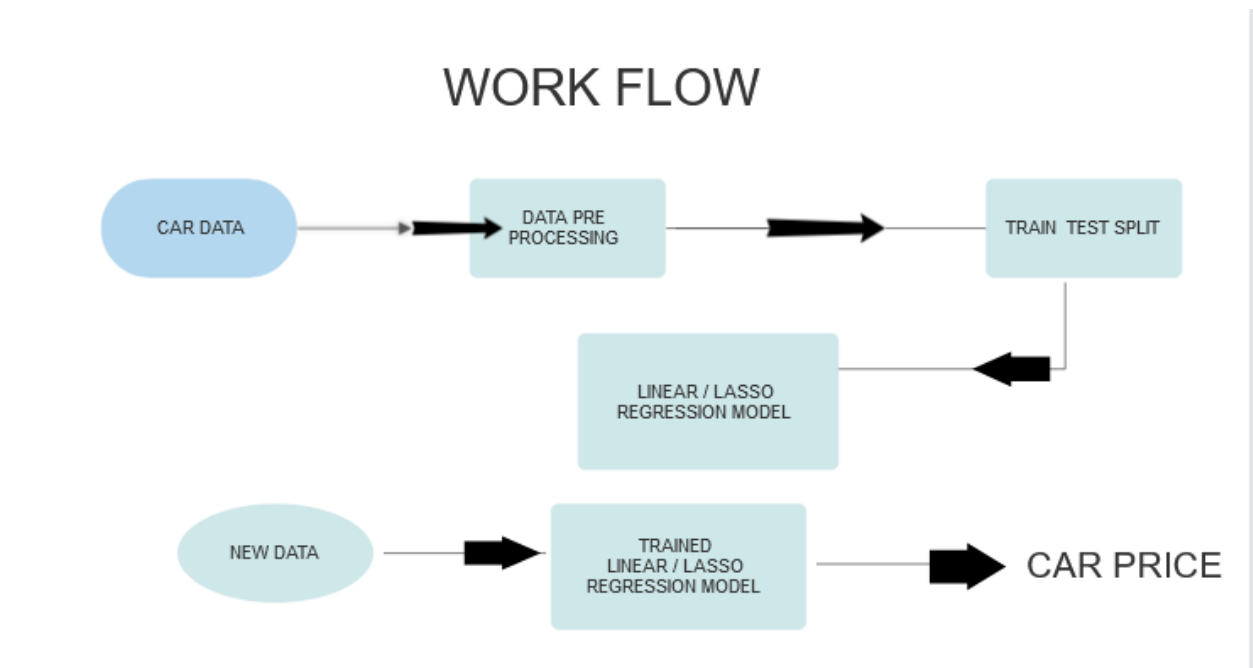 WORK FLOW
CAR DATA
DATA PRE
PROCESSING
TRAIN TEST SPLIT
LINEAR / LASSO
REGRESSION MODEL
NEW DATA
TRAINED
LINEAR / LASSO
REGRESSION MODEL
CAR PRICE